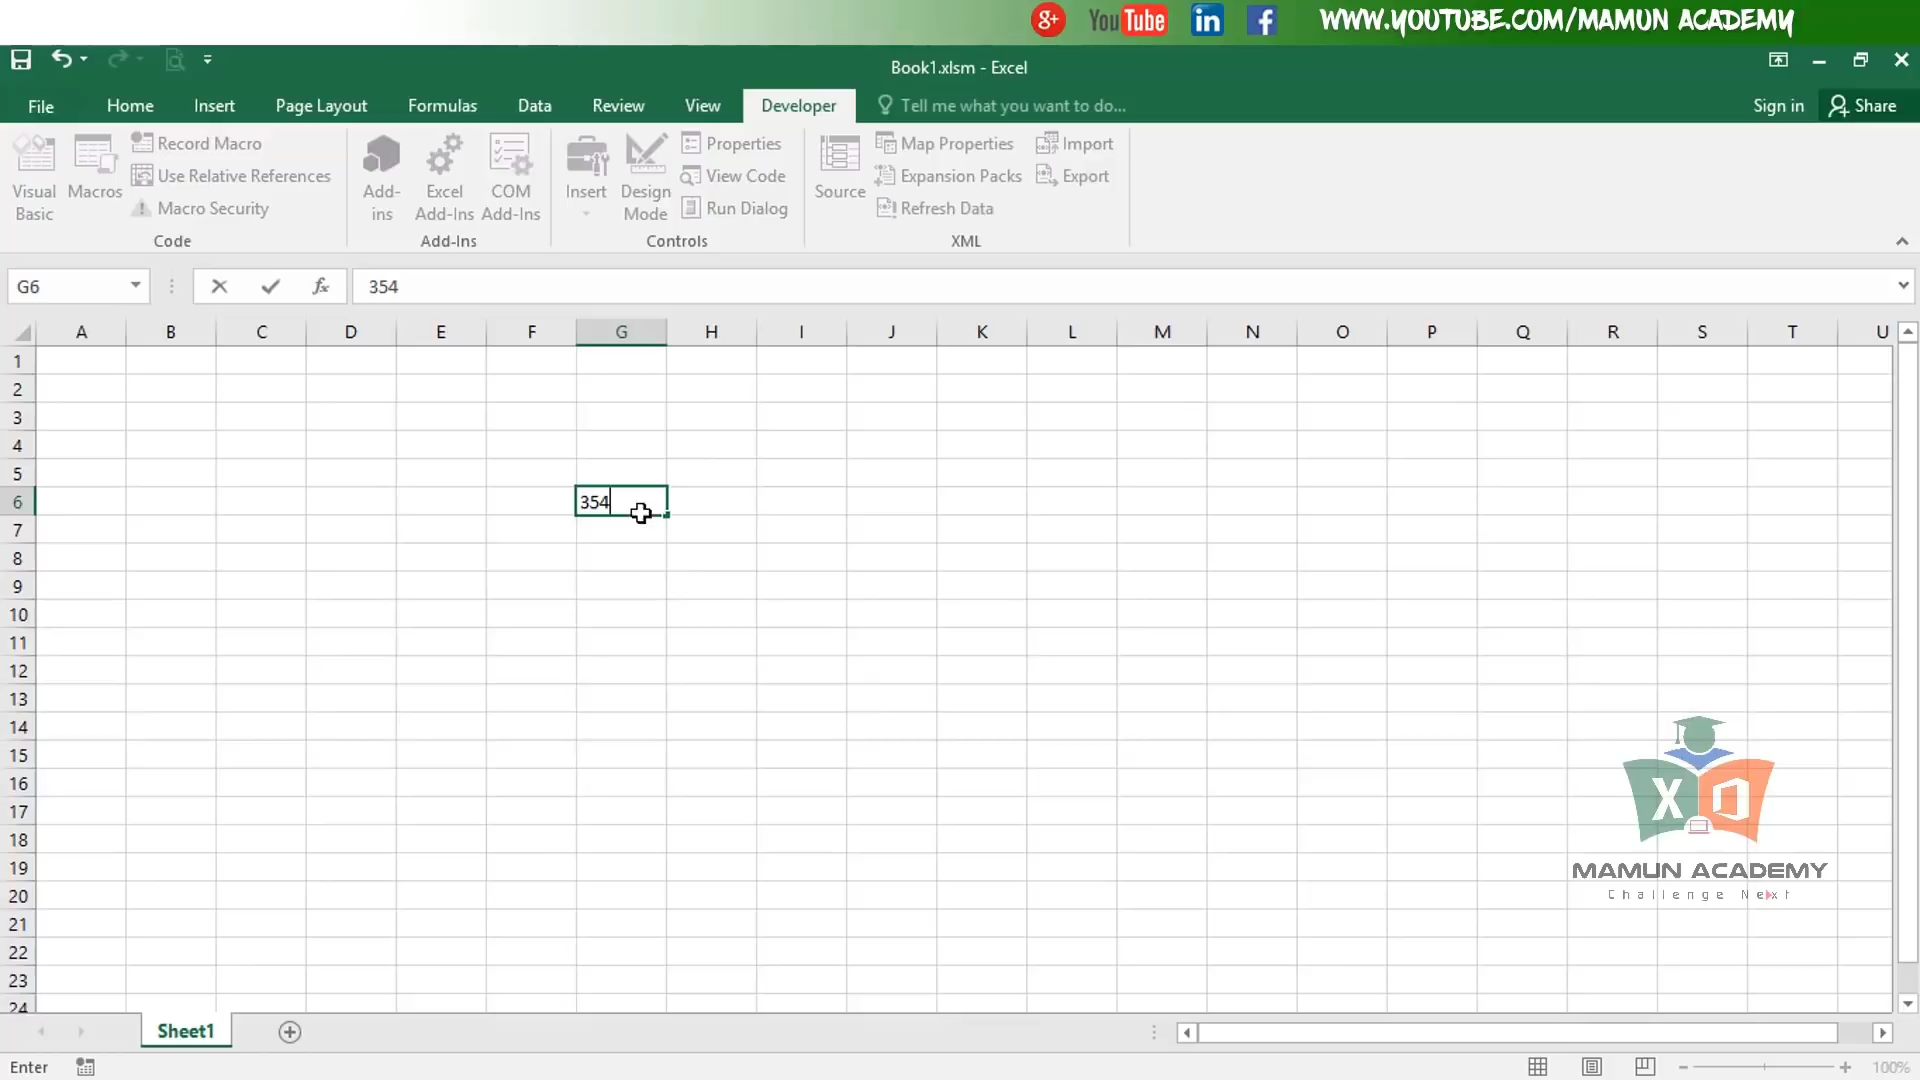 g+ YouTube in f WWW.YOUTUBE.COM/MAMUN ACADEMY
Book1.xlsm - Excel
File Home Insert Page Layout Formulas Data Review View Developer Tell me what you want to do... Sign in Share
Visual Basic
Macros
Record Macro
Use Relative References
Macro Security
Code
Add-ins
Excel Add-Ins
COM Add-Ins
Add-Ins
Insert
Design Mode
Properties
View Code
Run Dialog
Controls
Source
Map Properties
Expansion Packs
Refresh Data
Import
Export
XML
G6 fx 354
A B C D E F G H I J K L M N O P Q R S T U
1
2
3
4
5
6 354
7
8
9
10
11
12
13
14
15
16
17
18
19
20
21
22
23
24
X
MAMUN ACADEMY
Challenge Next
Sheet1
Enter 100%